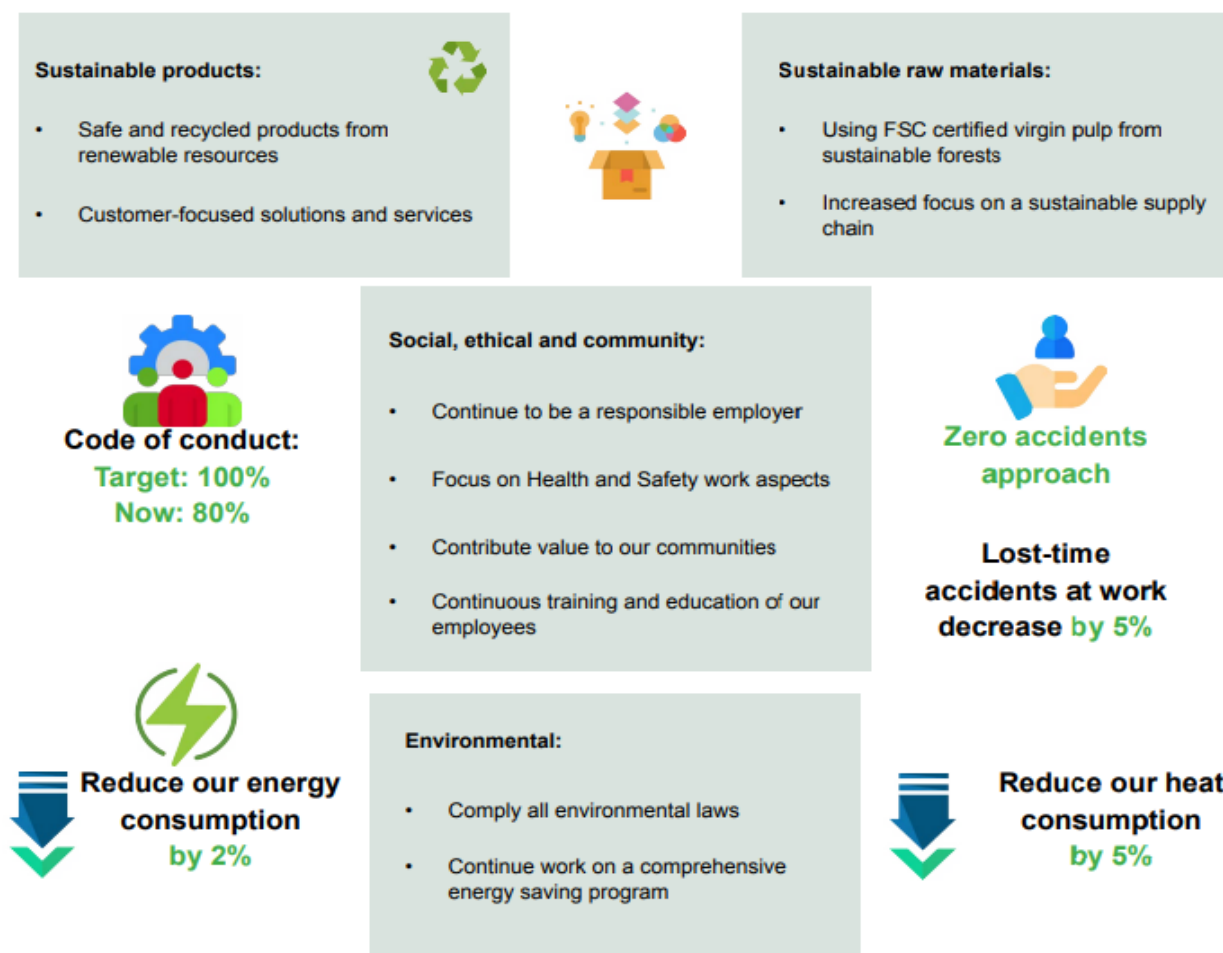 Sustainable products:
• Safe and recycled products from
renewable resources
• Customer-focused solutions and services
Sustainable raw materials:
• Using FSC certified virgin pulp from
sustainable forests
• Increased focus on a sustainable supply
chain
Code of conduct:
Target: 100%
Now: 80%
Social, ethical and community:
• Continue to be a responsible employer
• Focus on Health and Safety work aspects
• Contribute value to our communities
• Continuous training and education of our
employees
Zero accidents
approach
Lost-time
accidents at work
decrease by 5%
Reduce our energy
consumption
by 2%
Environmental:
• Comply all environmental laws
• Continue work on a comprehensive
energy saving program
Reduce our heat
consumption
by 5%